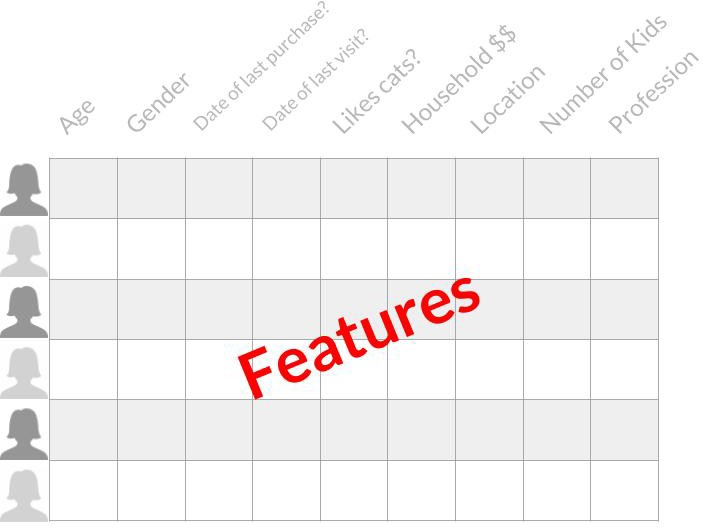 Age
Gender
Date of last purchase?
Date of last visit?
Likes cats?
Household $$
Location
Number of Kids
Profession
Features